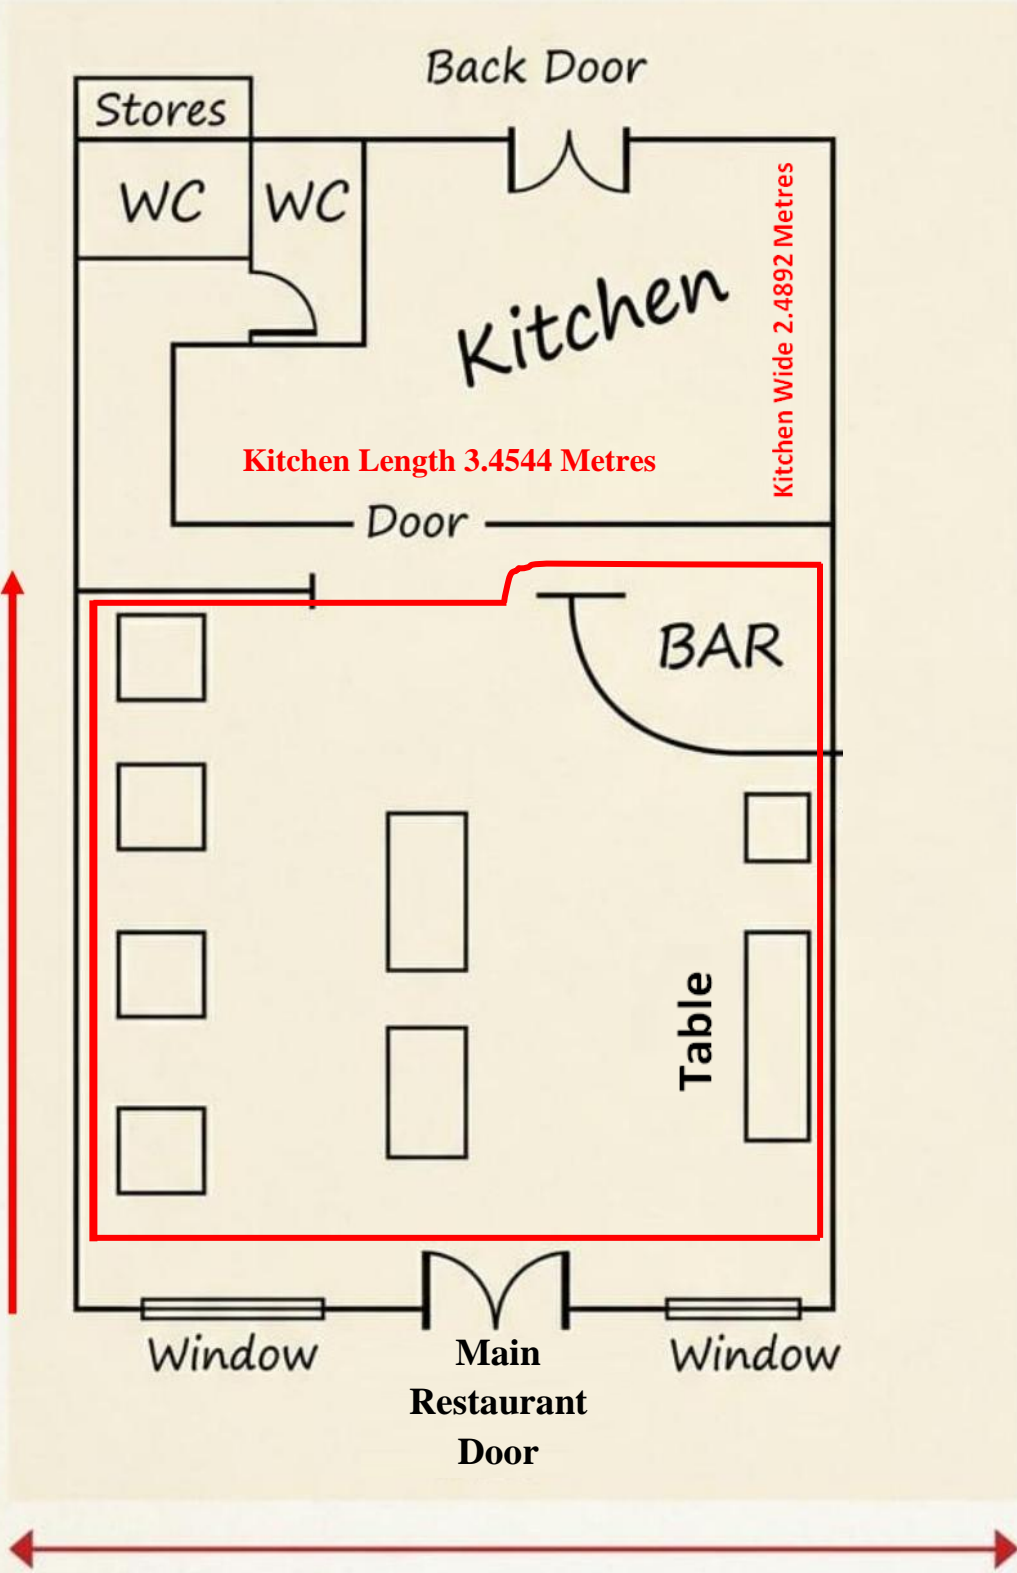 Back Door
Stores
WC WC
Kitchen
Kitchen Wide 2.4892 Metres
Kitchen Length 3.4544 Metres
Door
BAR
Table
Window
Main
Restaurant
Door
Window